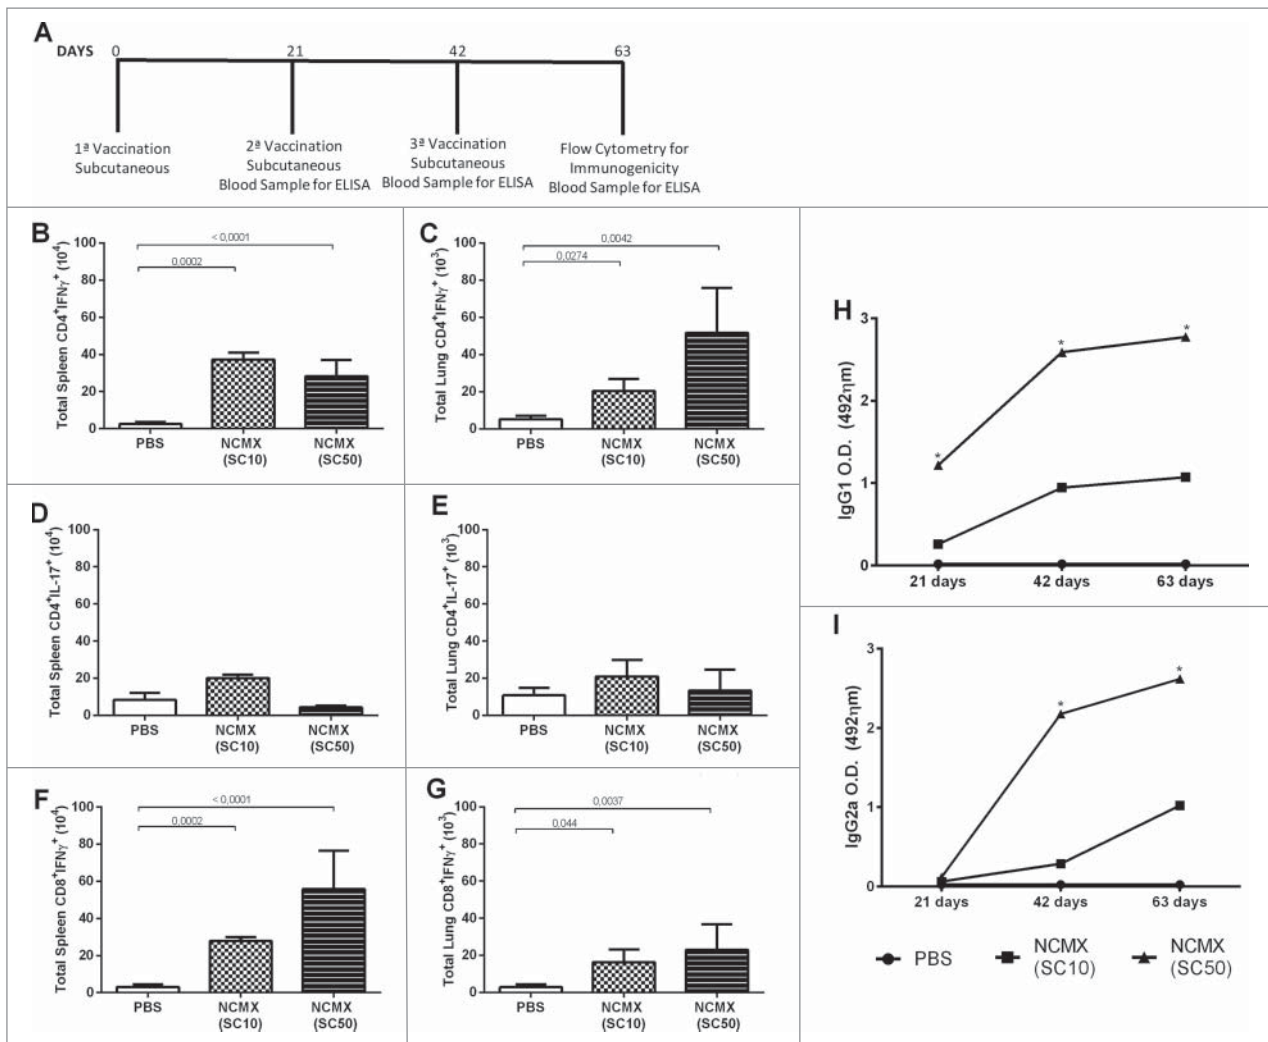 A
DAYS 0 21 42 63
1ª Vaccination
Subcutaneous
2ª Vaccination
Subcutaneous
Blood Sample for ELISA
3ª Vaccination
Subcutaneous
Blood Sample for ELISA
Flow Cytometry for
Immunogenicity
Blood Sample for ELISA
B
Total Spleen CD4+IFNγ+ (10⁴)
100
80
60
40
20
0
< 0,0001
0,0002
PBS NCMX NCMX
(SC10) (SC50)
C
Total Lung CD4+IFNγ+ (10³)
100
80
60
40
20
0
0,0042
0,0274
PBS NCMX NCMX
(SC10) (SC50)
D
Total Spleen CD4+IL-17+ (10⁴)
100
80
60
40
20
0
PBS NCMX NCMX
(SC10) (SC50)
E
Total Lung CD4+IL-17+ (10³)
100
80
60
40
20
0
PBS NCMX NCMX
(SC10) (SC50)
F
Total Spleen CD8+IFNγ+ (10⁴)
100
80
60
40
20
0
< 0,0001
0,0002
PBS NCMX NCMX
(SC10) (SC50)
G
Total Lung CD8+IFNγ+ (10³)
100
80
60
40
20
0
0,0037
0,044
PBS NCMX NCMX
(SC10) (SC50)
H
IgG1 O.D. (492ηm)
3
2
1
0
* * *
21 days 42 days 63 days
I
IgG2a O.D. (492ηm)
3
2
1
0
* *
21 days 42 days 63 days
PBS NCMX NCMX
(SC10) (SC50)